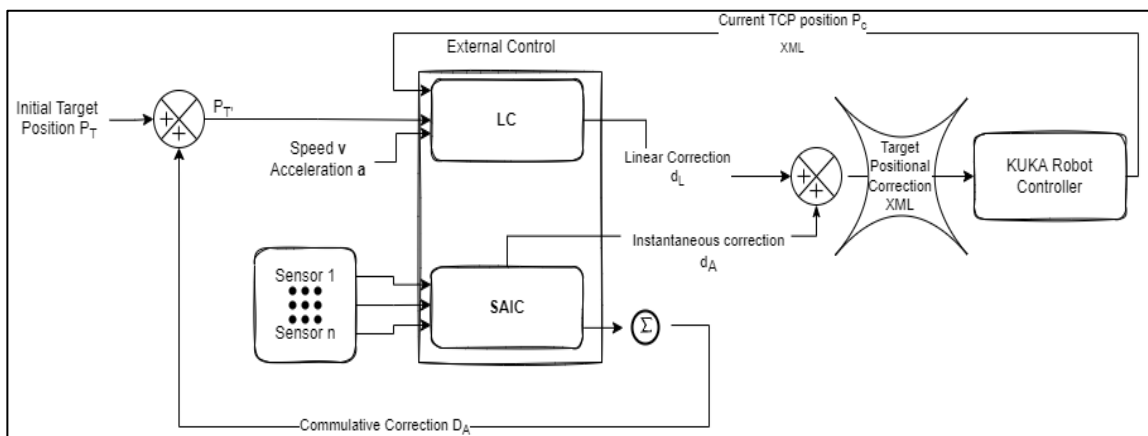 Current TCP position Pc
XML
External Control
Initial Target
Position PT
+
+
PT'
LC
Speed v
Acceleration a
Linear Correction
dL
+
+
Target
Positional
Correction
XML
KUKA Robot
Controller
Instantaneous correction
dA
Sensor 1
Sensor n
SAIC
Σ
Commulative Correction DA